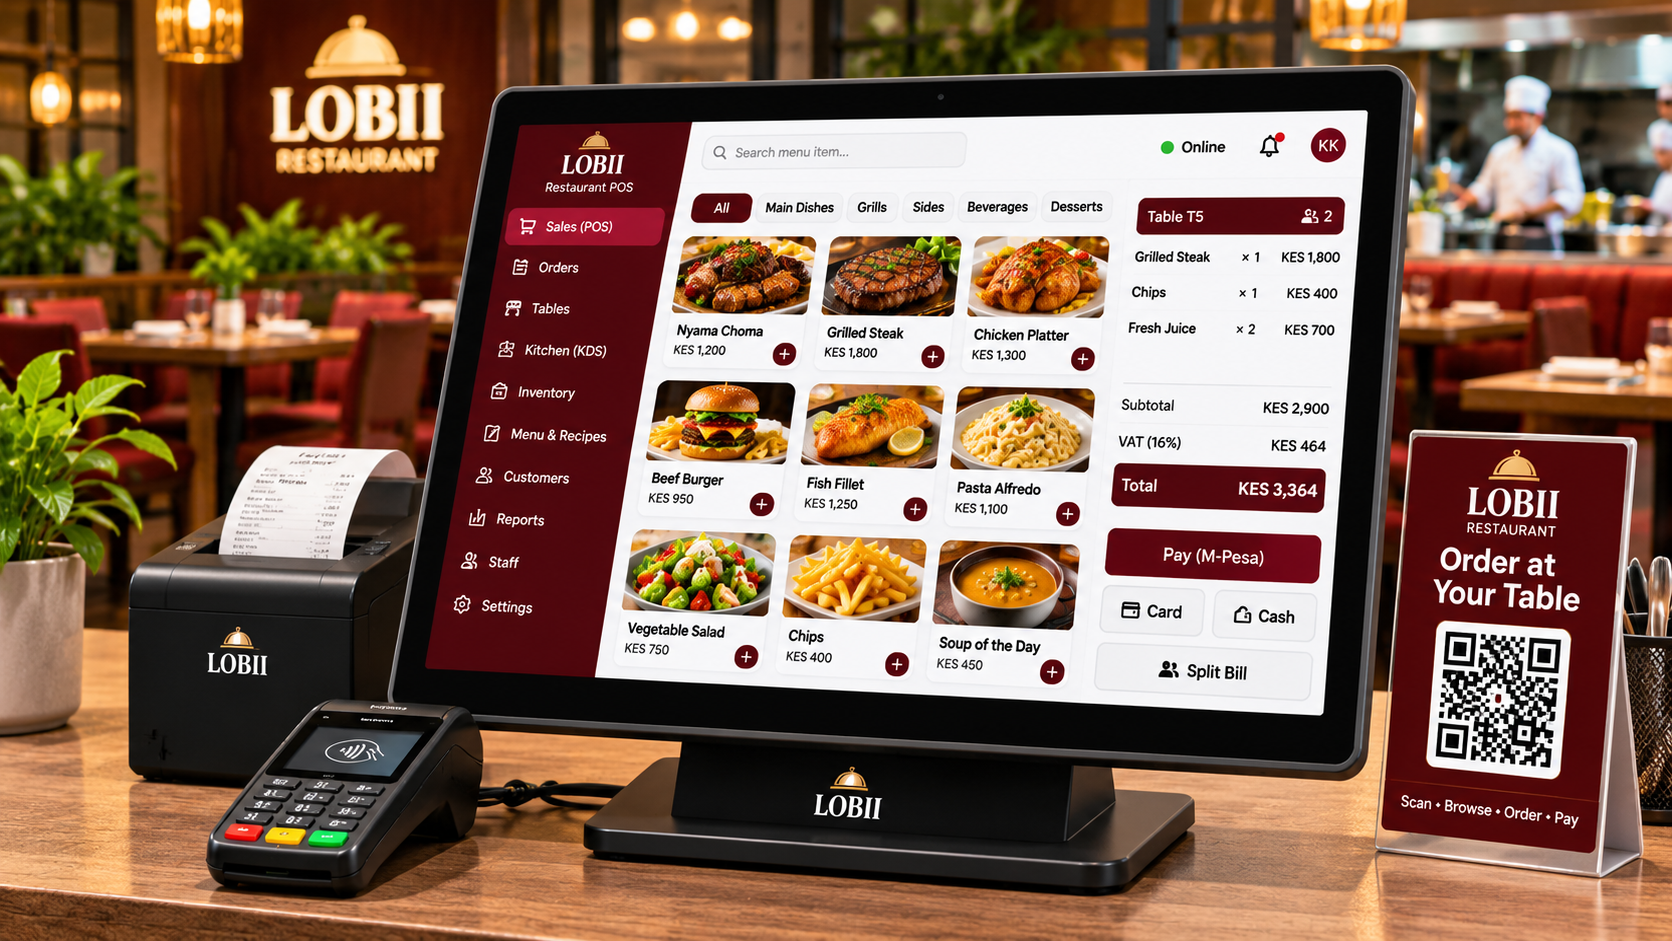 LOBII
RESTAURANT
LOBII
Restaurant POS
Sales (POS)
Orders
Tables
Kitchen (KDS)
Inventory
Menu & Recipes
Customers
Reports
Staff
Settings
Search menu item...
Online
KK
All
Main Dishes
Grills
Sides
Beverages
Desserts
Nyama Choma
KES 1,200
Grilled Steak
KES 1,800
Chicken Platter
KES 1,300
Beef Burger
KES 950
Fish Fillet
KES 1,250
Pasta Alfredo
KES 1,100
Vegetable Salad
KES 750
Chips
KES 400
Soup of the Day
KES 450
Table T5 2
Grilled Steak × 1 KES 1,800
Chips × 1 KES 400
Fresh Juice × 2 KES 700
Subtotal KES 2,900
VAT (16%) KES 464
Total KES 3,364
Pay (M-Pesa)
Card
Cash
Split Bill
LOBII
LOBII
LOBII
RESTAURANT
Order at
Your Table
Scan • Browse • Order • Pay